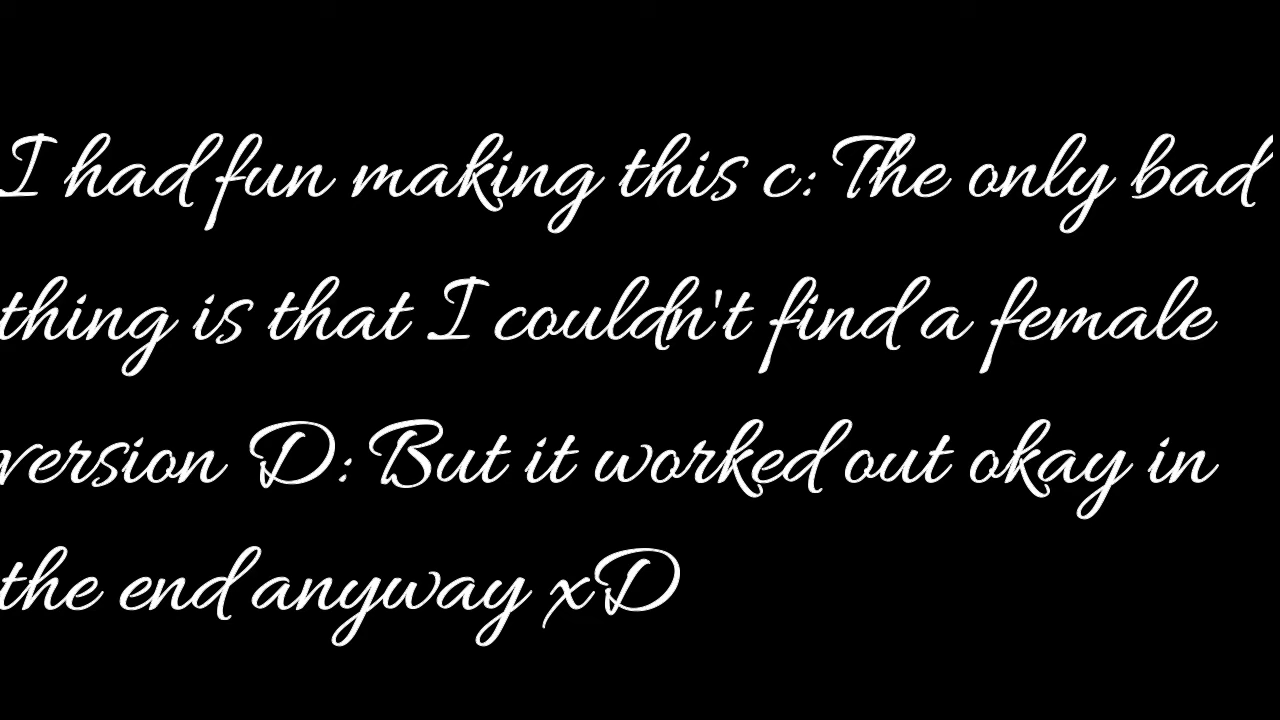 I had fun making this c: The only bad
thing is that I couldn't find a female
version D: But it worked out okay in
the end anyway xD